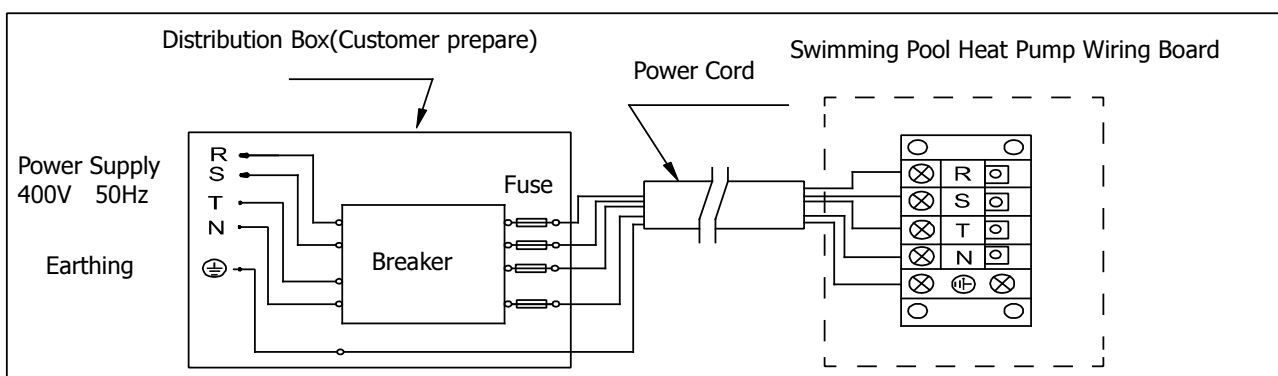 Distribution Box(Customer prepare)
Swimming Pool Heat Pump Wiring Board
Power Cord
Power Supply
400V 50Hz
Earthing
R
S
T
N
Fuse
Breaker
R
S
T
N